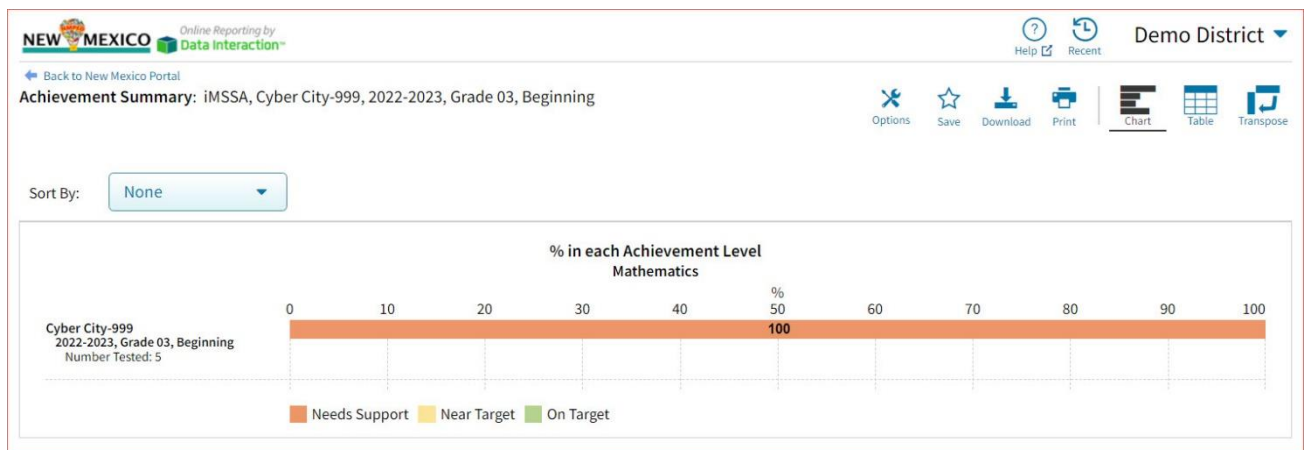 NEW MEXICO Online Reporting by
Data Interaction™
Help Recent Demo District
Back to New Mexico Portal
Achievement Summary: iMSSA, Cyber City-999, 2022-2023, Grade 03, Beginning
Options Save Download Print Chart Table Transpose
Sort By: None
% in each Achievement Level
Mathematics
%
0 10 20 30 40 50 60 70 80 90 100
Cyber City-999 100
2022-2023, Grade 03, Beginning
Number Tested: 5
Needs Support Near Target On Target